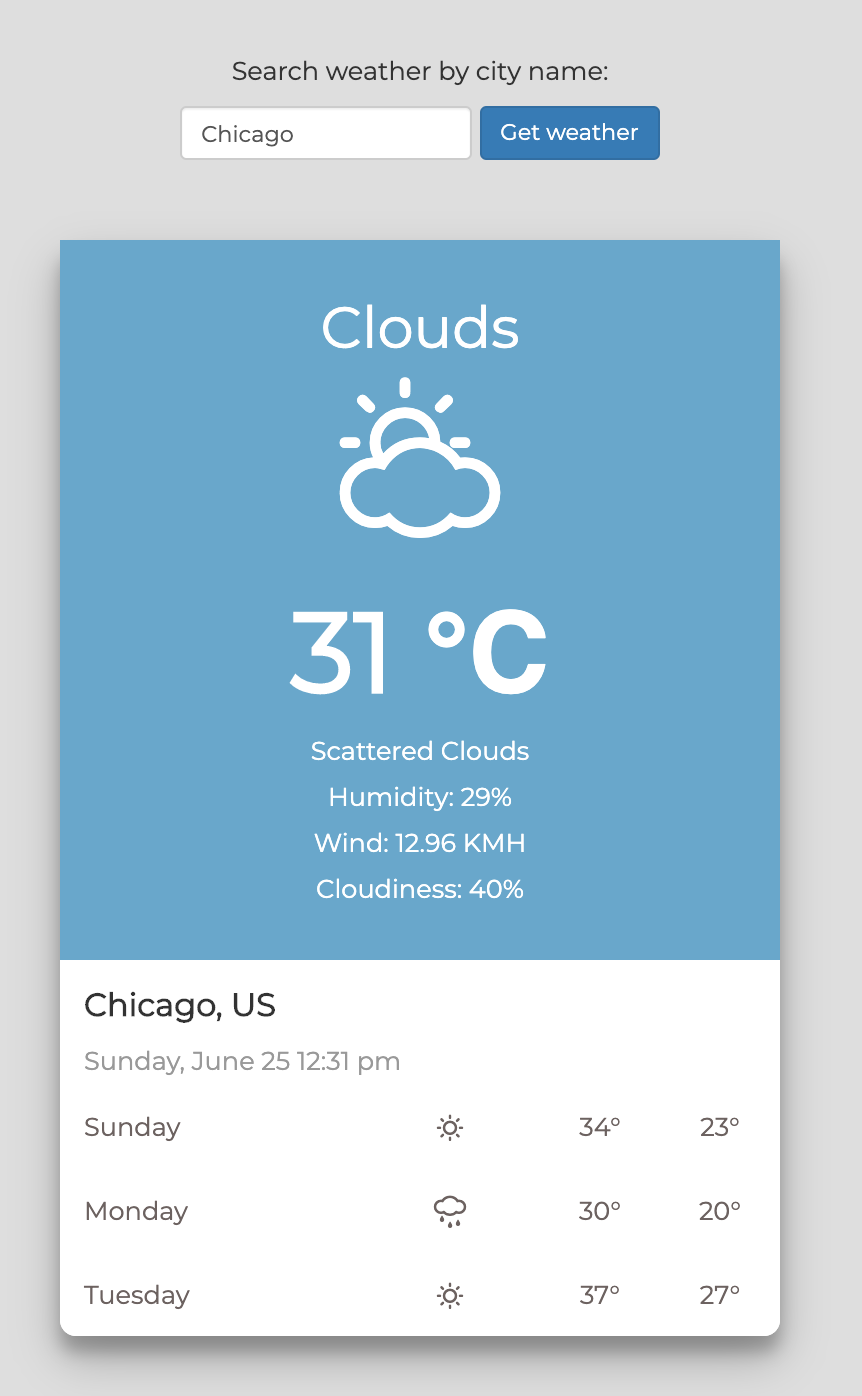 Search weather by city name:
Chicago Get weather
Clouds
31 °C
Scattered Clouds
Humidity: 29%
Wind: 12.96 KMH
Cloudiness: 40%
Chicago, US
Sunday, June 25 12:31 pm
Sunday 34° 23°
Monday 30° 20°
Tuesday 37° 27°